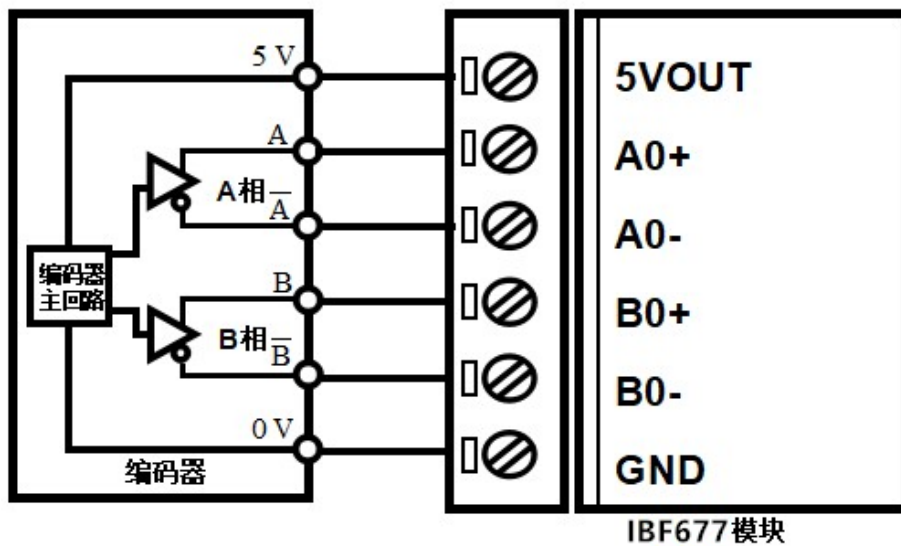 5 V
A
A相
A
编码器
主回路
B
B相
B
0 V
编码器
5VOUT
A0+
A0-
B0+
B0-
GND
IBF677模块